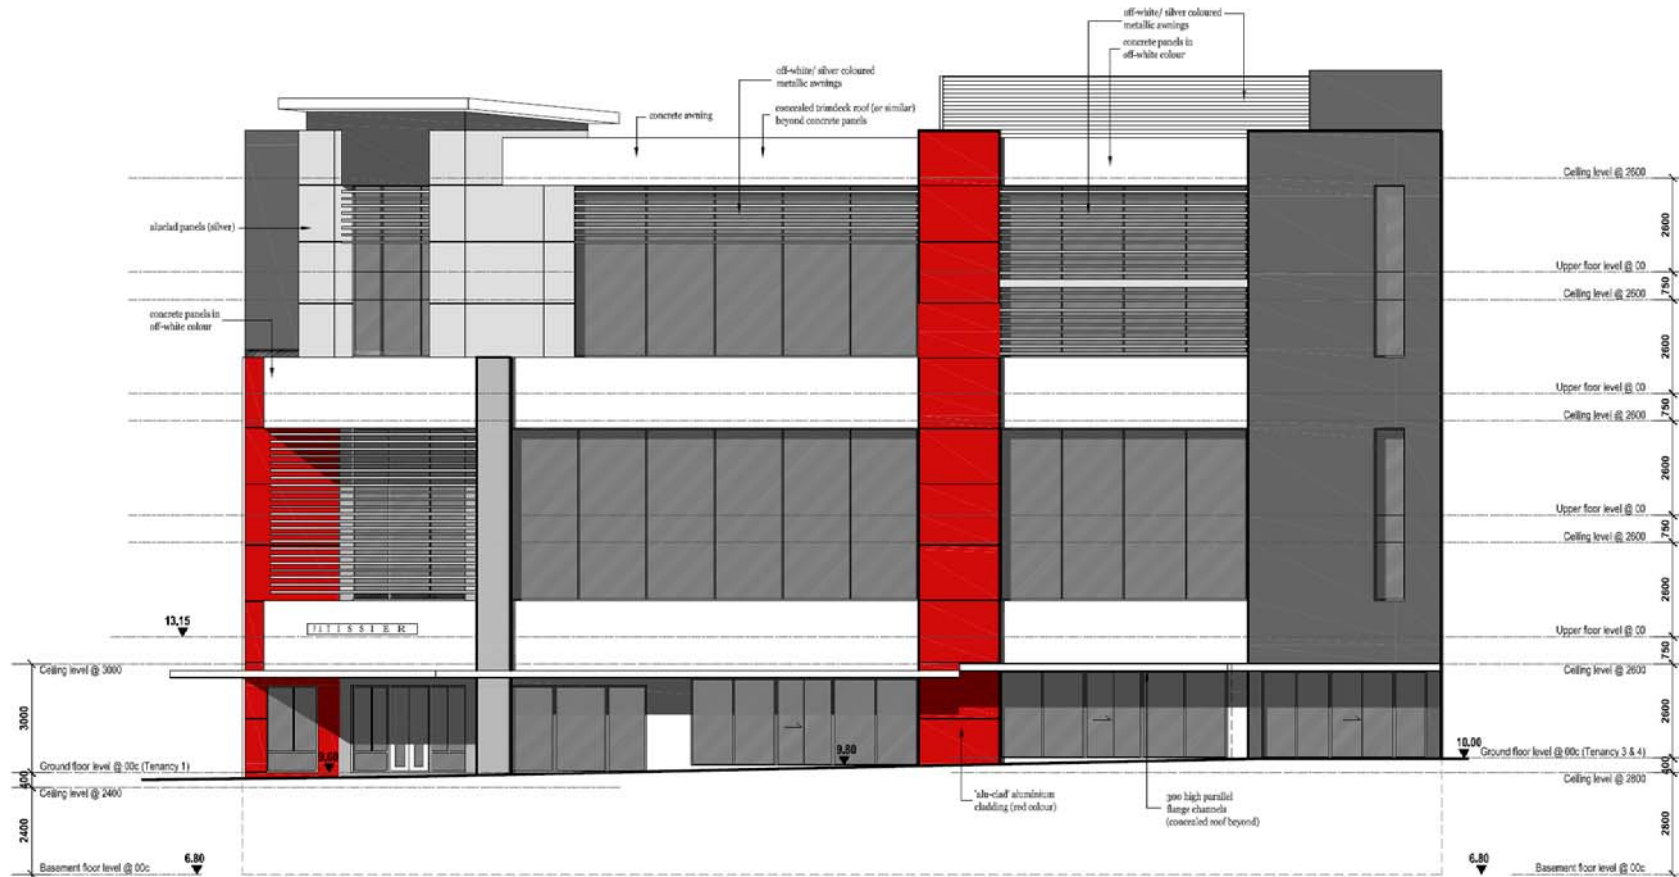 off-white/ silver coloured
metallic awnings
concrete panels in
off-white colour
off-white/ silver coloured
metallic awnings
concealed trimdeck roof (or similar)
beyond concrete panels
concrete awning
Ceiling level @ 2600
2600
aluclad panels (silver)
Upper floor level @ 00
750
Ceiling level @ 2600
concrete panels in
off-white colour
2600
Upper floor level @ 00
750
Ceiling level @ 2600
2600
Upper floor level @ 00
750
Ceiling level @ 2600
2600
13.15
PATISSIER
Upper floor level @ 00
750
Ceiling level @ 3000
Ceiling level @ 2600
3000
2600
9.60
9.80
10.00
Ground floor level @ 00c (Tenancy 1)
Ground floor level @ 00c (Tenancy 3 & 4)
400
400
Ceiling level @ 2400
Ceiling level @ 2800
'alu-clad' aluminium
cladding (red colour)
300 high parallel
flange channels
(concealed roof beyond)
2400
2800
6.80
6.80
Basement floor level @ 00c
Basement floor level @ 00c